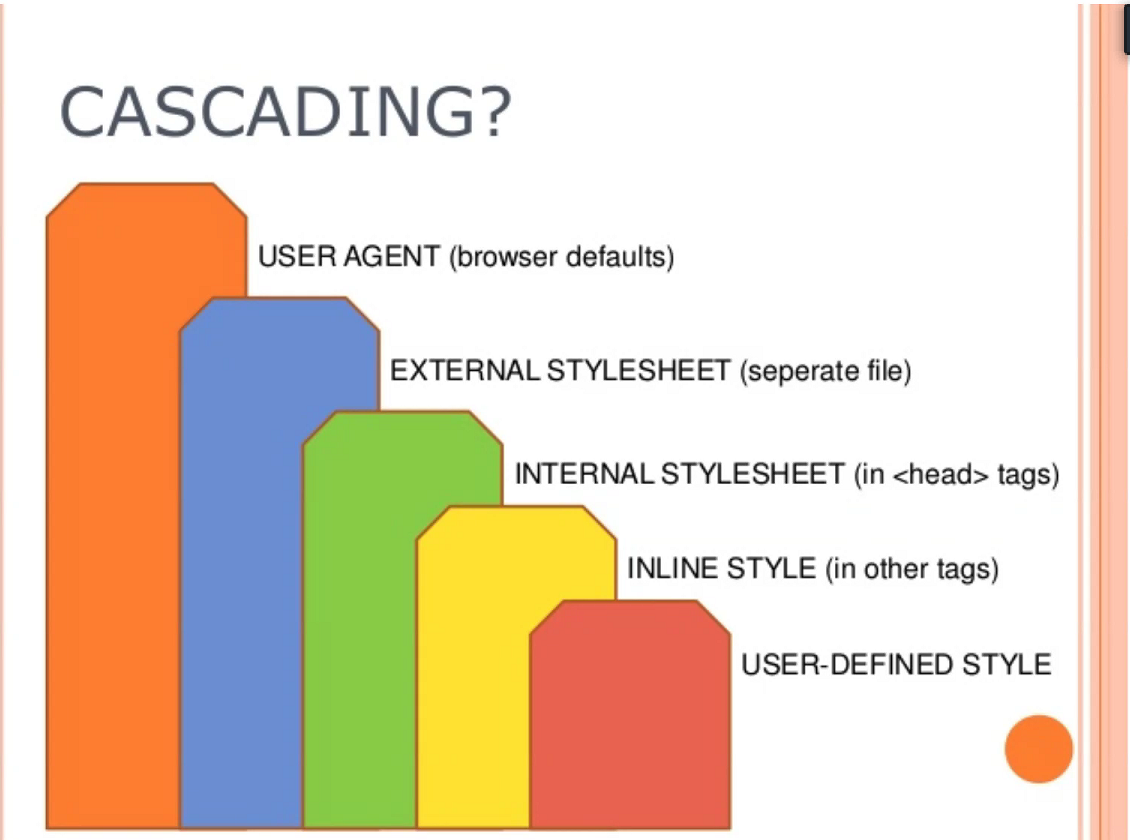 CASCADING?
USER AGENT (browser defaults)
EXTERNAL STYLESHEET (seperate file)
INTERNAL STYLESHEET (in <head> tags)
INLINE STYLE (in other tags)
USER-DEFINED STYLE